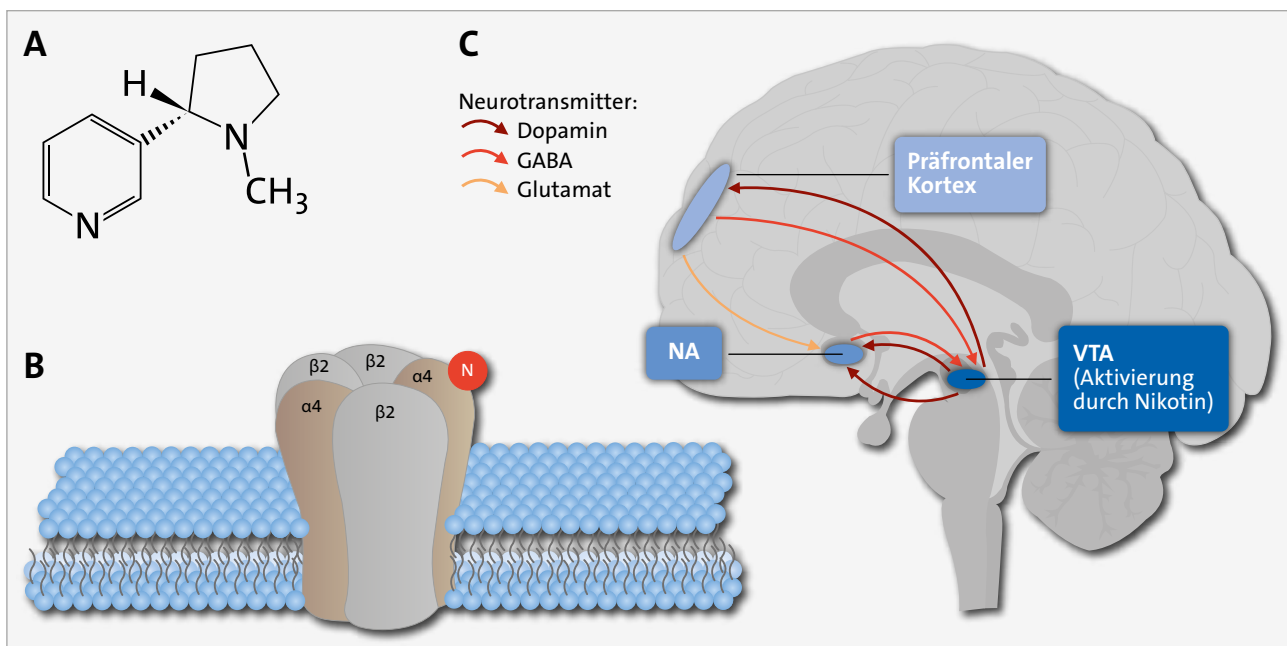 A
H
N
CH3
N
B
β2
β2
α4
N
α4
β2
C
Neurotransmitter:
Dopamin
GABA
Glutamat
Präfrontaler
Kortex
NA
VTA
(Aktivierung
durch Nikotin)